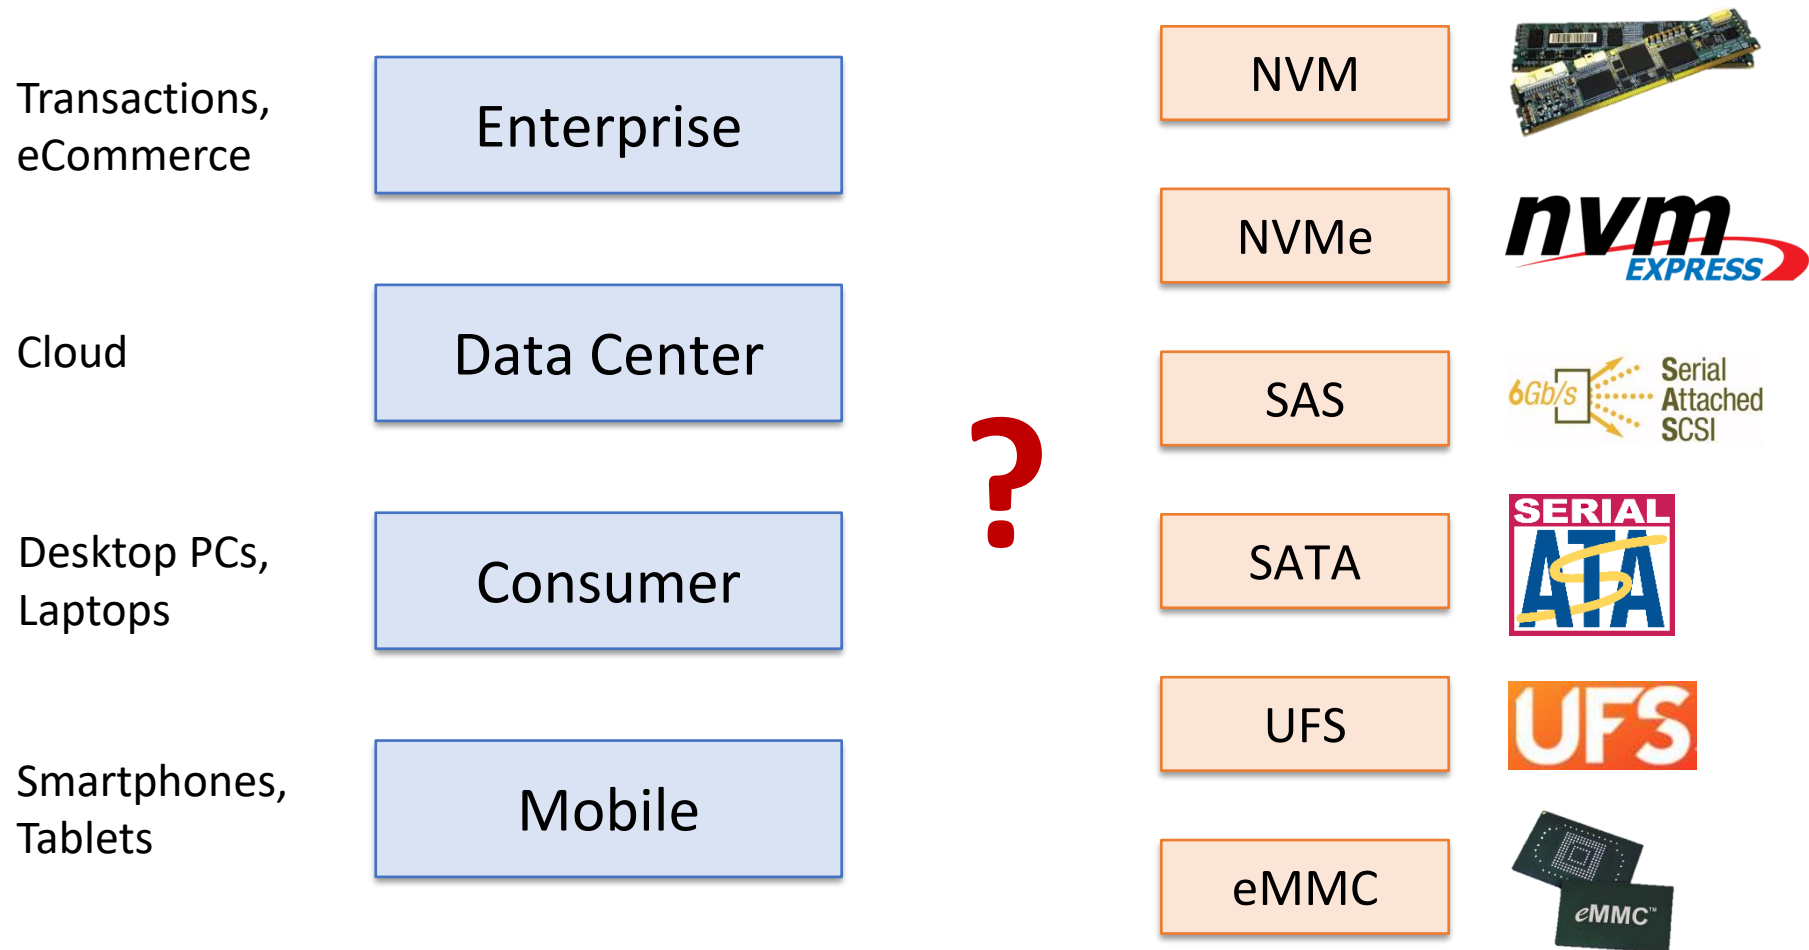 Transactions,
eCommerce
Enterprise
Cloud
Data Center
Desktop PCs,
Laptops
Consumer
Smartphones,
Tablets
Mobile
?
NVM
NVMe
nvm
EXPRESS
SAS
6Gb/s
Serial
Attached
SCSI
SATA
SERIAL
ATA
UFS
UFS
eMMC
eMMC™